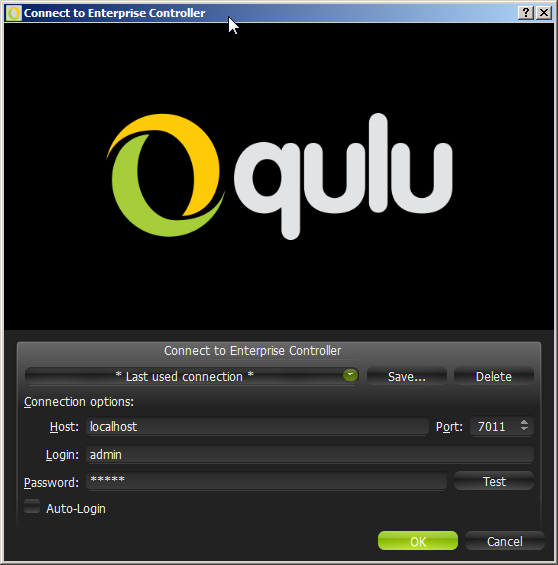 Connect to Enterprise Controller
qulu
Connect to Enterprise Controller
* Last used connection * Save... Delete
Connection options:
Host: localhost Port: 7011
Login: admin
Password: ***** Test
Auto-Login
OK Cancel